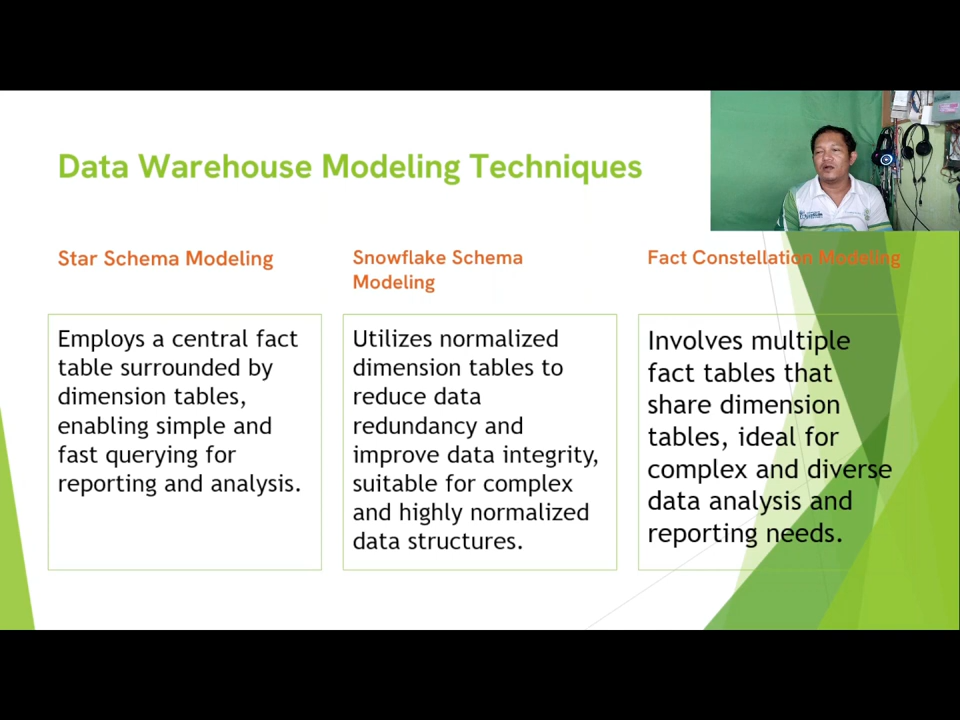 Data Warehouse Modeling Techniques
Star Schema Modeling
Employs a central fact
table surrounded by
dimension tables,
enabling simple and
fast querying for
reporting and analysis.
Snowflake Schema
Modeling
Utilizes normalized
dimension tables to
reduce data
redundancy and
improve data integrity,
suitable for complex
and highly normalized
data structures.
Fact Constellation Modeling
Involves multiple
fact tables that
share dimension
tables, ideal for
complex and diverse
data analysis and
reporting needs.